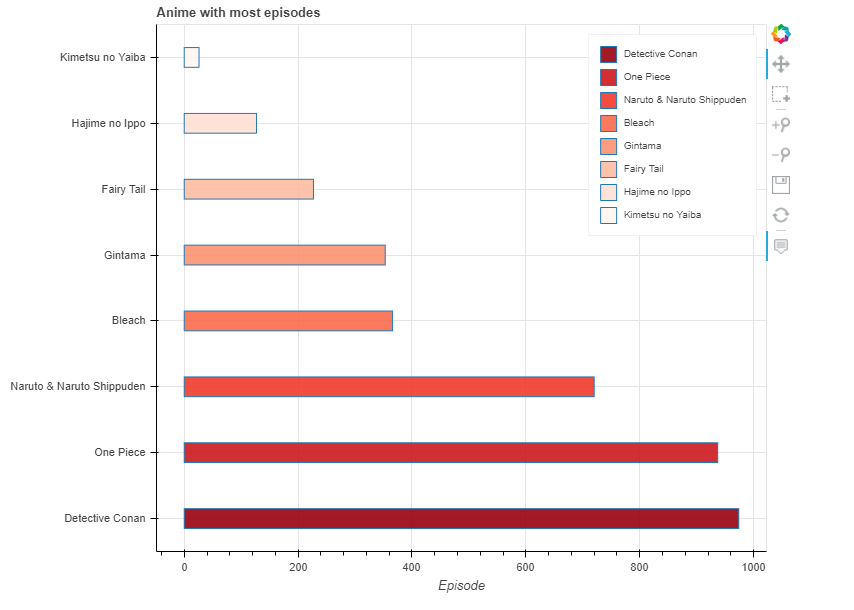 Anime with most episodes
Kimetsu no Yaiba
Hajime no Ippo
Fairy Tail
Gintama
Bleach
Naruto & Naruto Shippuden
One Piece
Detective Conan
Detective Conan
One Piece
Naruto & Naruto Shippuden
Bleach
Gintama
Fairy Tail
Hajime no Ippo
Kimetsu no Yaiba
0 200 400 600 800 1000
Episode